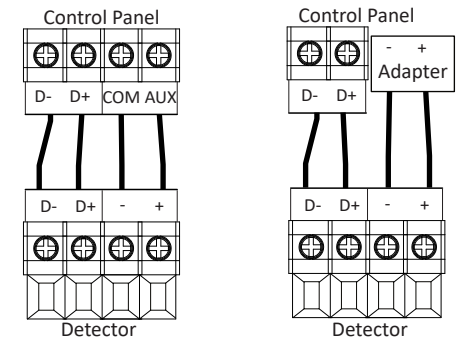 Control Panel
D- D+ COM AUX
D- D+ - +
Detector
Control Panel
- +
Adapter
D- D+
D- D+ - +
Detector